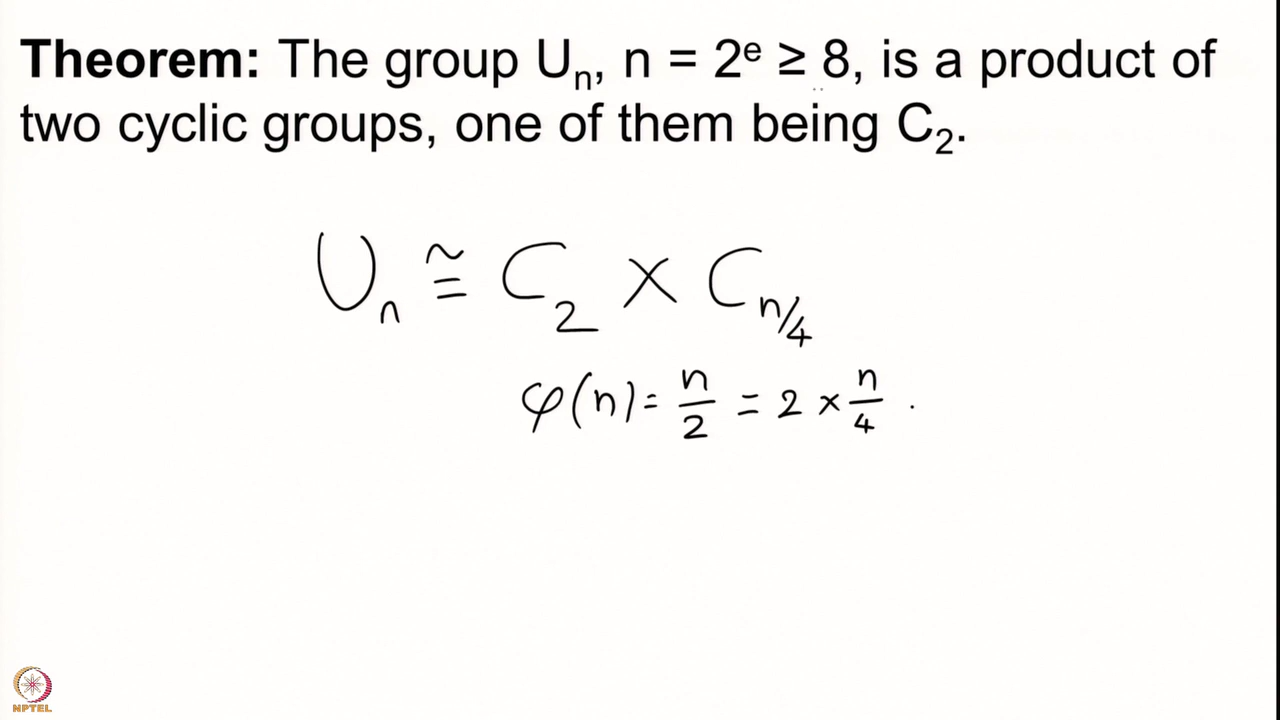 Theorem: The group Uₙ, n = 2ᵉ ≥ 8, is a product of
two cyclic groups, one of them being C₂.
Uₙ ≅ C₂ × C_{n/4}
φ(n) = n/2 = 2 × n/4 .
NPTEL